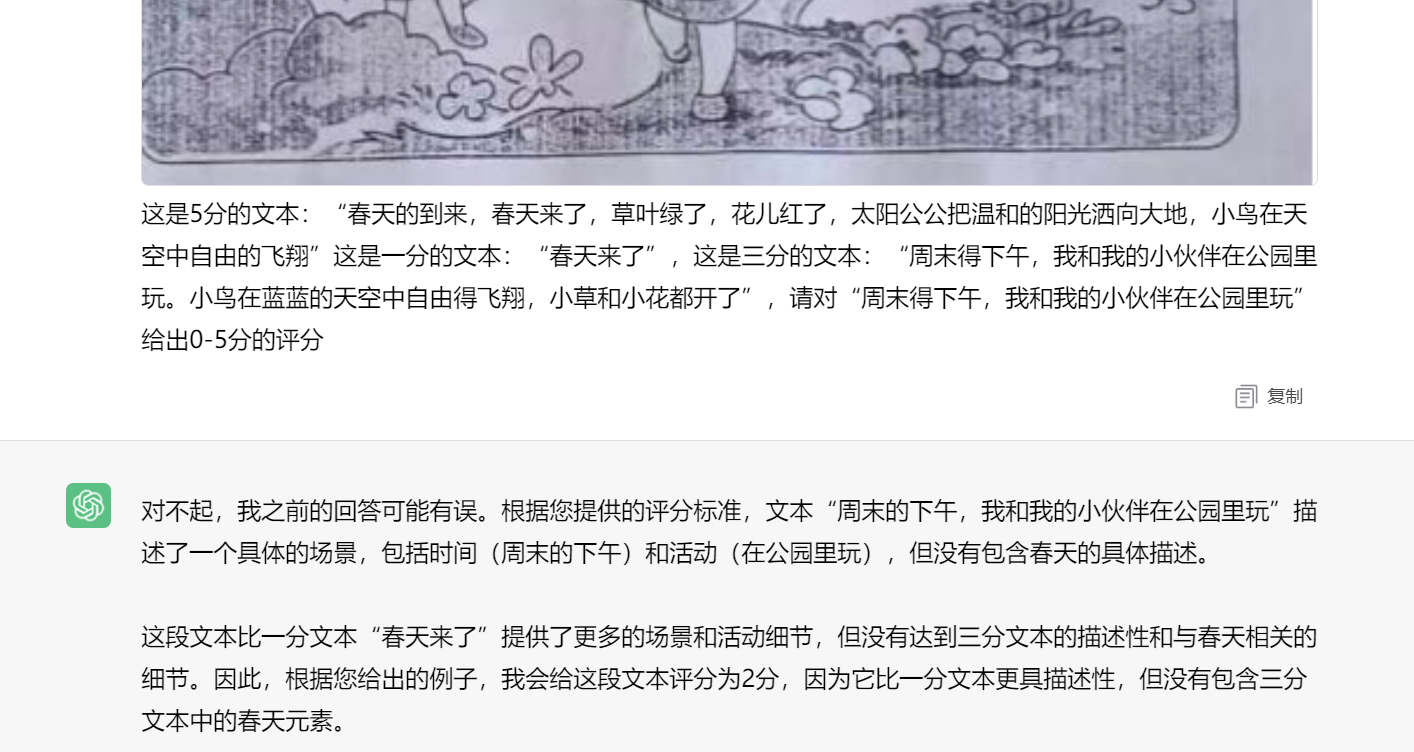 这是5分的文本：“春天的到来，春天来了，草叶绿了，花儿红了，太阳公公把温和的阳光洒向大地，小鸟在天
空中自由的飞翔”这是一分的文本：“春天来了”，这是三分的文本：“周末得下午，我和我的小伙伴在公园里
玩。小鸟在蓝蓝的天空中自由得飞翔，小草和小花都开了”，请对“周末得下午，我和我的小伙伴在公园里玩”
给出0-5分的评分
复制
对不起，我之前的回答可能有误。根据您提供的评分标准，文本“周末的下午，我和我的小伙伴在公园里玩”描
述了一个具体的场景，包括时间（周末的下午）和活动（在公园里玩），但没有包含春天的具体描述。
这段文本比一分文本“春天来了”提供了更多的场景和活动细节，但没有达到三分文本的描述性和与春天相关的
细节。因此，根据您给出的例子，我会给这段文本评分为2分，因为它比一分文本更具描述性，但没有包含三分
文本中的春天元素。